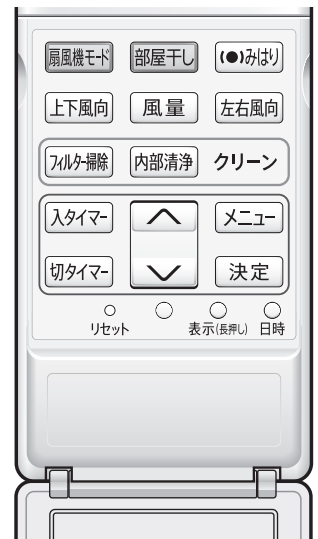 扇風機モード 部屋干し (●)みはり
上下風向 風量 左右風向
フィルター掃除 内部清浄 クリーン
入タイマー メニュー
切タイマー 決定
リセット 表示(長押し) 日時